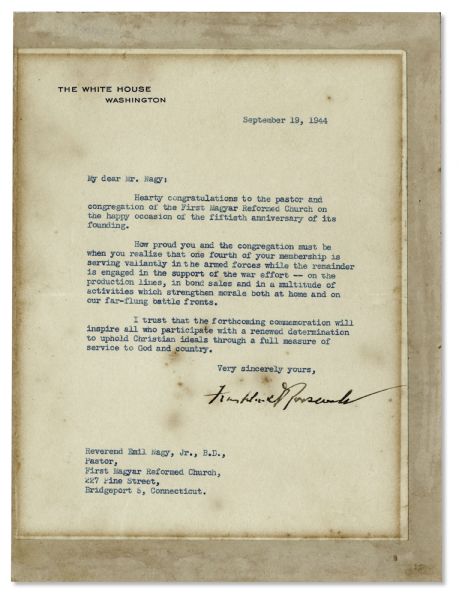 THE WHITE HOUSE
WASHINGTON
September 19, 1944
My dear Mr. Nagy:
Hearty congratulations to the pastor and
congregation of the First Magyar Reformed Church on
the happy occasion of the fiftieth anniversary of its
founding.
How proud you and the congregation must be
when you realize that one fourth of your membership is
serving valiantly in the armed forces while the remainder
is engaged in the support of the war effort -- on the
production lines, in bond sales and in a multitude of
activities which strengthen morale both at home and on
our far-flung battle fronts.
I trust that the forthcoming commemoration will
inspire all who participate with a renewed determination
to uphold Christian ideals through a full measure of
service to God and country.
Very sincerely yours,
Franklin D Roosevelt
Reverend Emil Nagy, Jr., B.D.,
Pastor,
First Magyar Reformed Church,
227 Pine Street,
Bridgeport 5, Connecticut.